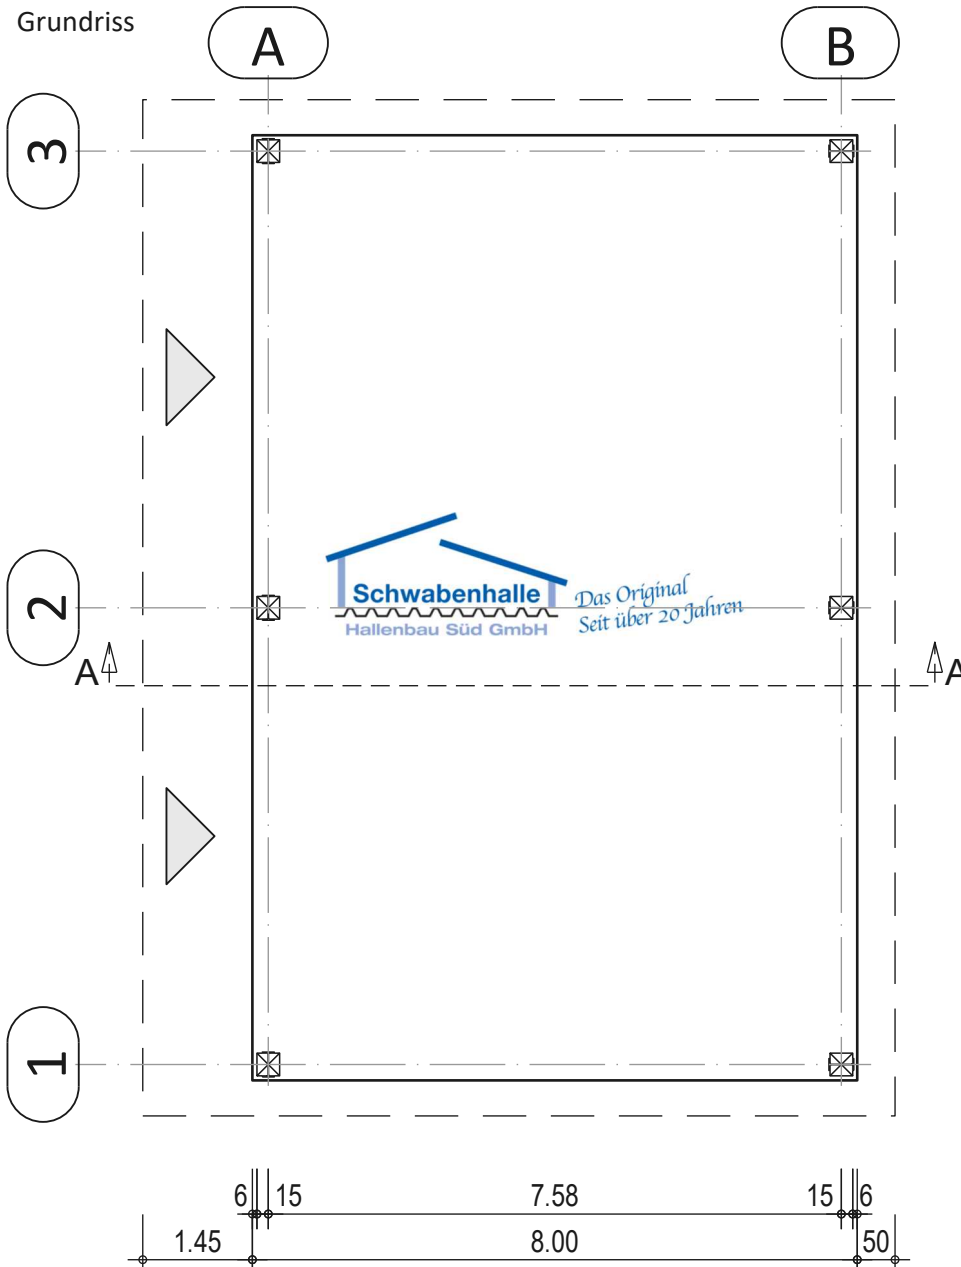 Grundriss
A
B
3
2
1
Schwabenhalle
Hallenbau Süd GmbH
Das Original
Seit über 20 Jahren
A
A
6 15 7.58 15 6
1.45 8.00 50